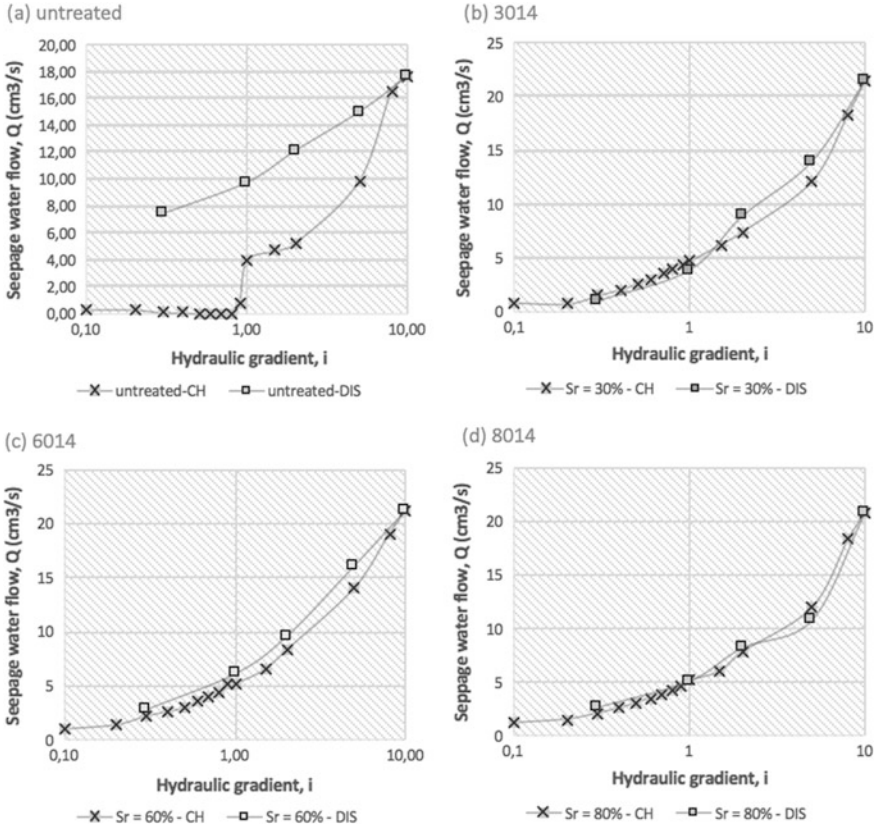 (a) untreated
Seepage water flow, Q (cm3/s)
20,00
18,00
16,00
14,00
12,00
10,00
8,00
6,00
4,00
2,00
0,00
0,10 1,00 10,00
Hydraulic gradient, i
untreated-CH untreated-DIS
(b) 3014
Seepage water flow, Q (cm3/s)
25
20
15
10
5
0
0,1 1 10
Hydraulic gradient, i
Sr = 30% - CH Sr = 30% - DIS
(c) 6014
Seepage water flow, Q (cm3/s)
25
20
15
10
5
0
0,10 1,00 10,00
Hydraulic gradient, i
Sr = 60% - CH Sr = 60% - DIS
(d) 8014
Seppage water flow, Q (cm3/s)
25
20
15
10
5
0
0,1 1 10
Hydraulic gradient, i
Sr = 80% - CH Sr = 80% - DIS